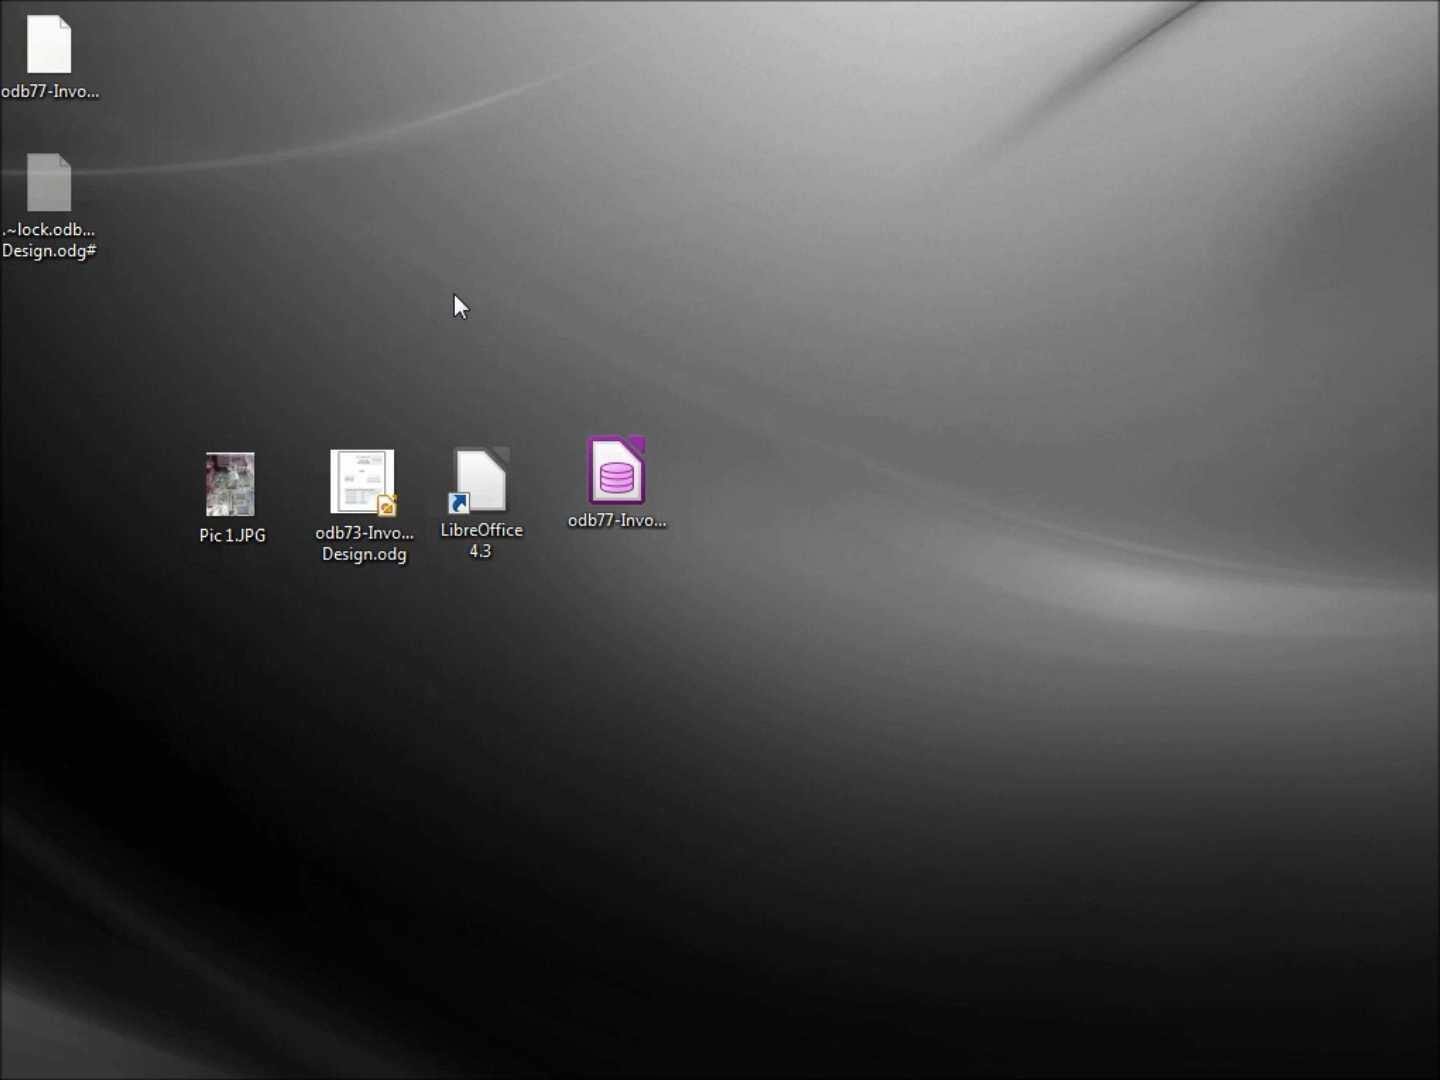 odb77-Invo...
.~lock.odb...
Design.odg#
Pic 1.JPG
odb73-Invo...
Design.odg
LibreOffice
4.3
odb77-Invo...